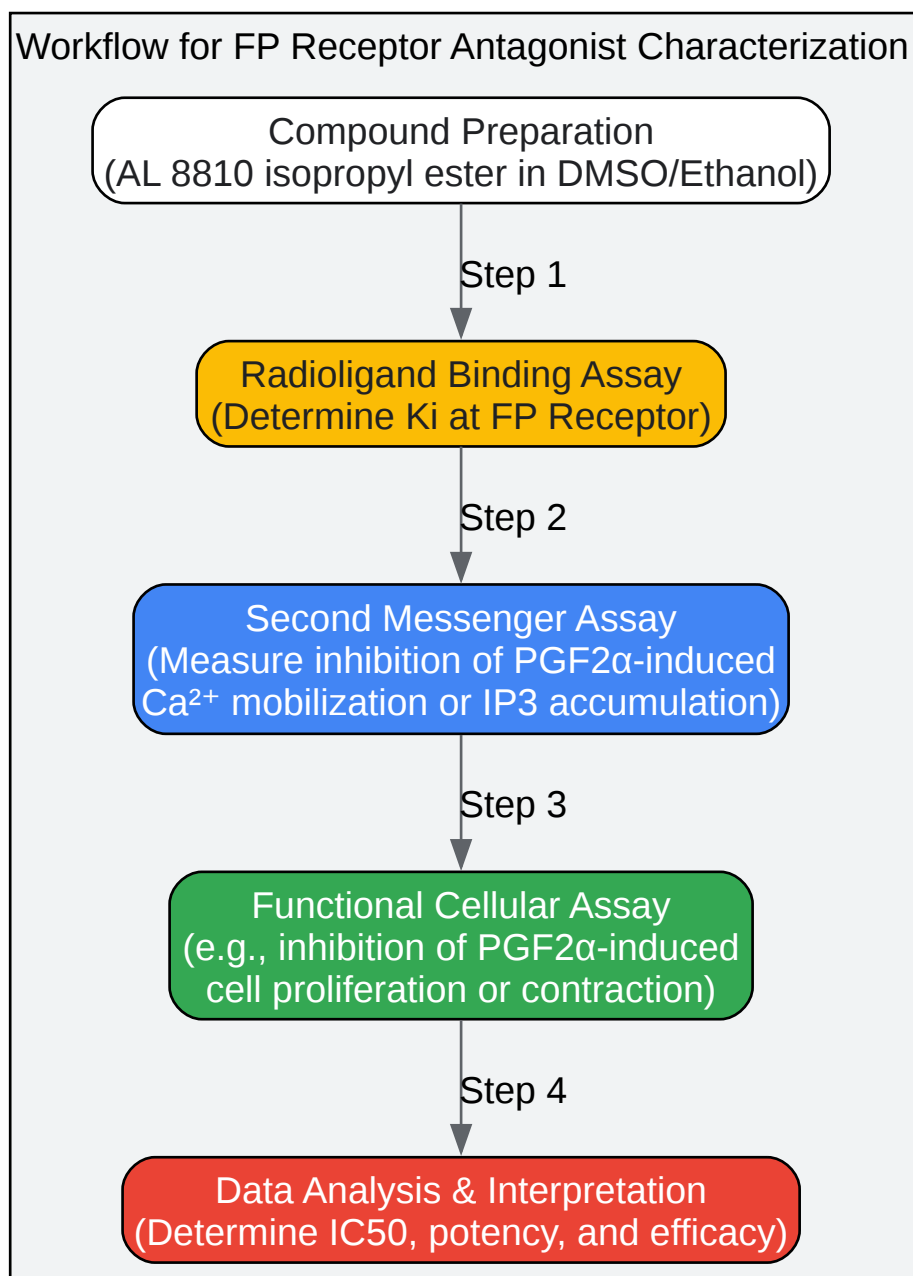 Workflow for FP Receptor Antagonist Characterization
Compound Preparation
(AL 8810 isopropyl ester in DMSO/Ethanol)
Step 1
Radioligand Binding Assay
(Determine Ki at FP Receptor)
Step 2
Second Messenger Assay
(Measure inhibition of PGF2α-induced
Ca²⁺ mobilization or IP3 accumulation)
Step 3
Functional Cellular Assay
(e.g., inhibition of PGF2α-induced
cell proliferation or contraction)
Step 4
Data Analysis & Interpretation
(Determine IC50, potency, and efficacy)